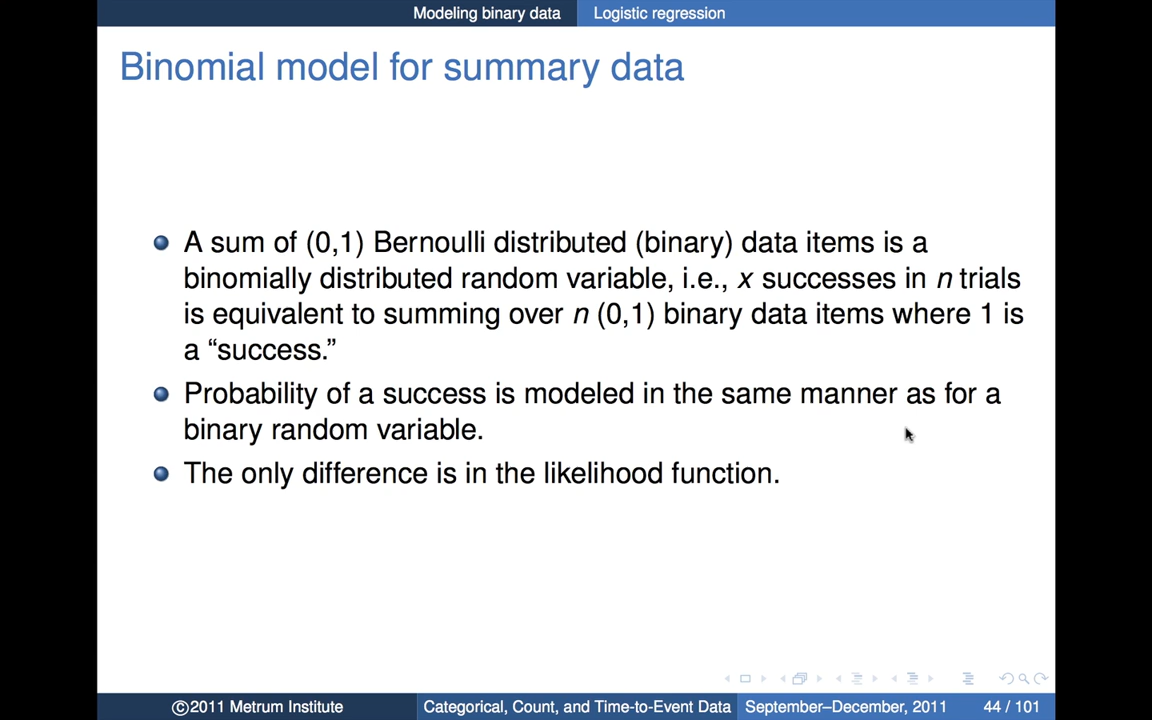 Modeling binary data Logistic regression
Binomial model for summary data
A sum of (0,1) Bernoulli distributed (binary) data items is a
binomially distributed random variable, i.e., x successes in n trials
is equivalent to summing over n (0,1) binary data items where 1 is
a “success.”
Probability of a success is modeled in the same manner as for a
binary random variable.
The only difference is in the likelihood function.
©2011 Metrum Institute Categorical, Count, and Time-to-Event Data September–December, 2011 44 / 101